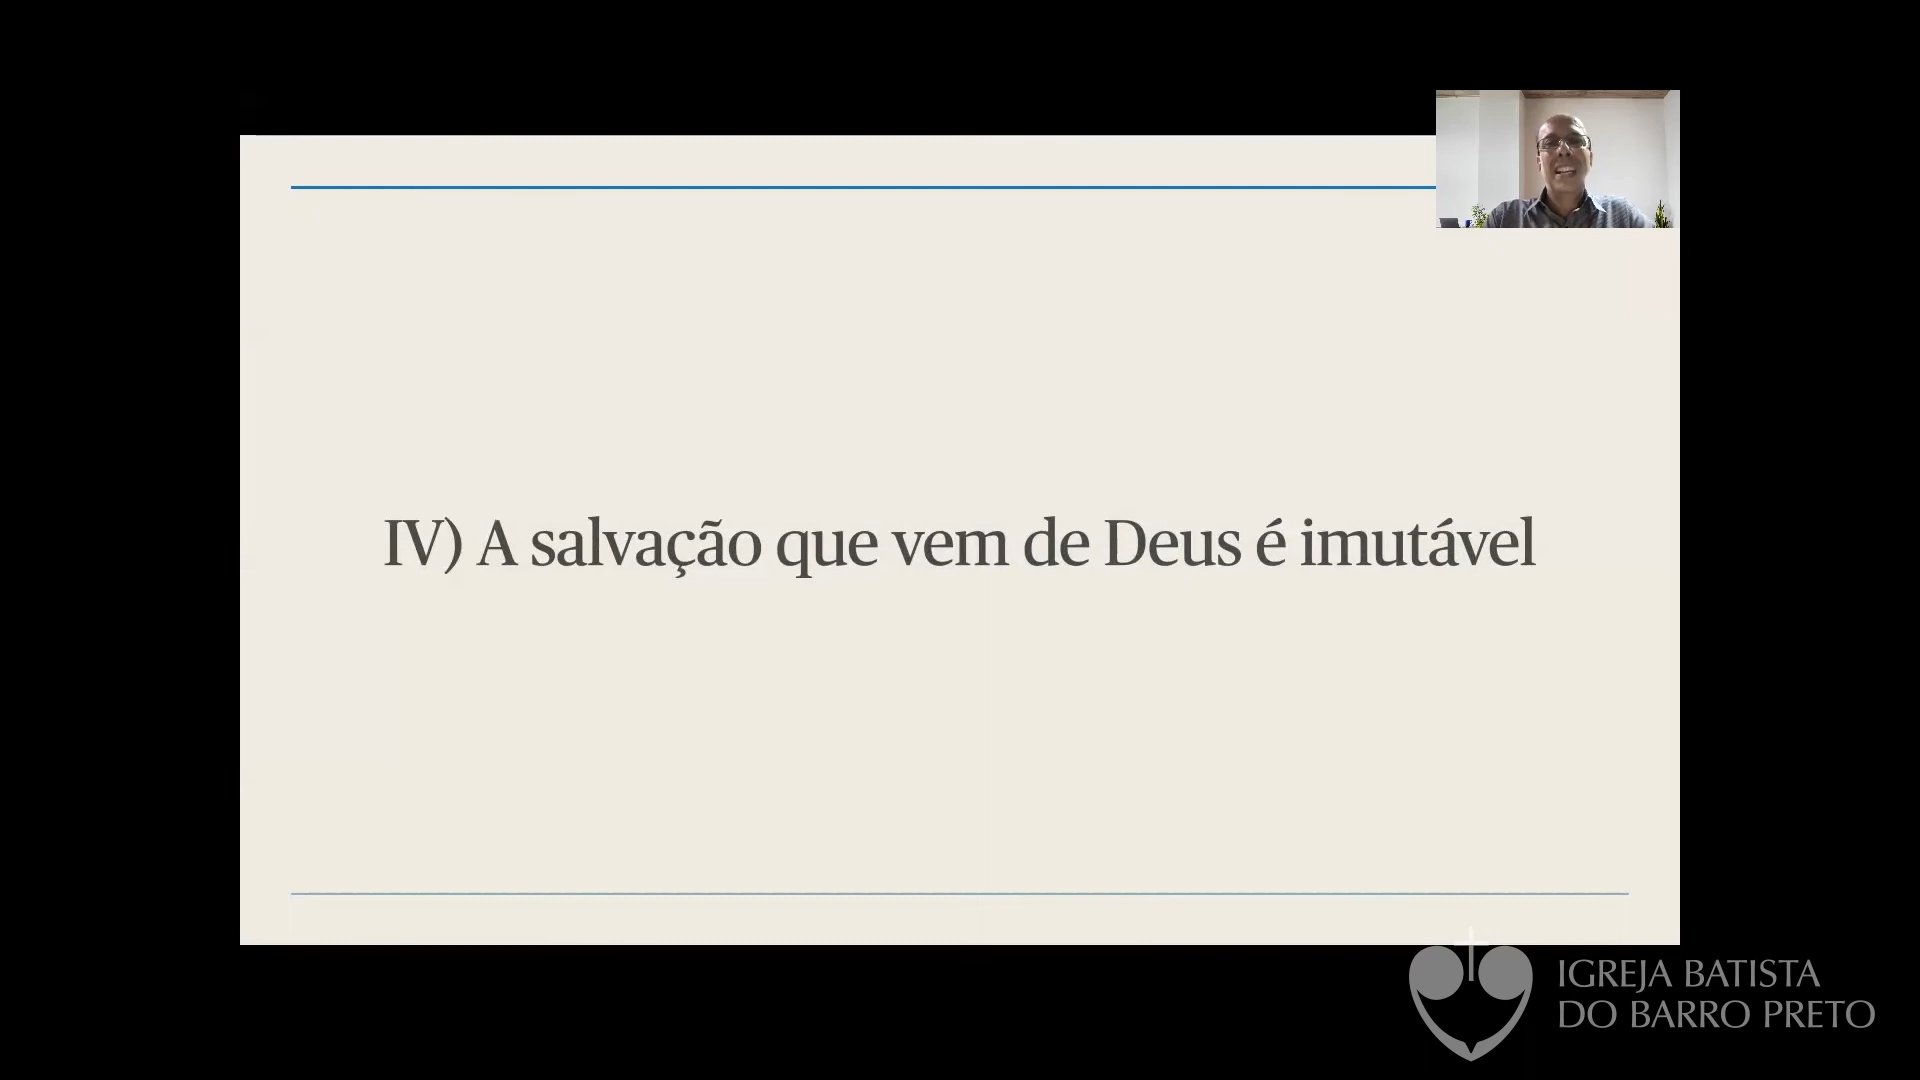 IV) A salvação que vem de Deus é imutável
IGREJA BATISTA
DO BARRO PRETO